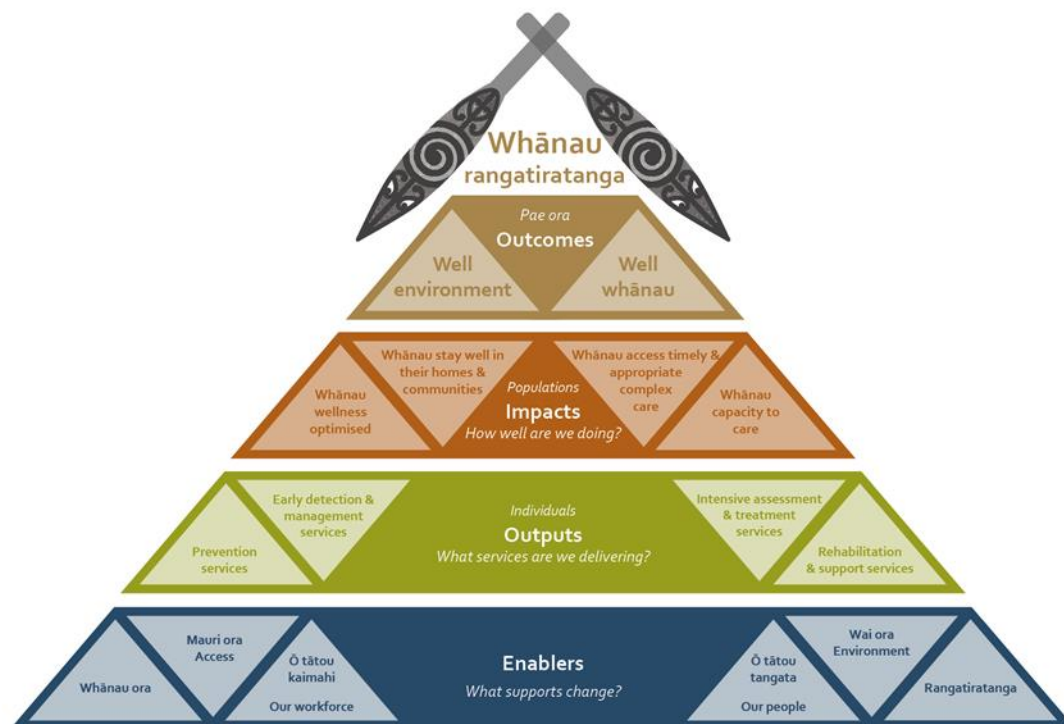 Whānau
rangatiratanga
Pae ora
Outcomes
Well
environment
Well
whānau
Whānau
wellness
optimised
Whānau stay well in
their homes &
communities
Populations
Impacts
How well are we doing?
Whānau access timely &
appropriate
complex
care
Whānau
capacity to
care
Prevention
services
Early detection &
management
services
Individuals
Outputs
What services are we delivering?
Intensive assessment
& treatment
services
Rehabilitation
& support services
Whānau ora
Mauri ora
Access
Ō tātou
kaimahi
Our workforce
Enablers
What supports change?
Ō tātou
tangata
Our people
Wai ora
Environment
Rangatiratanga